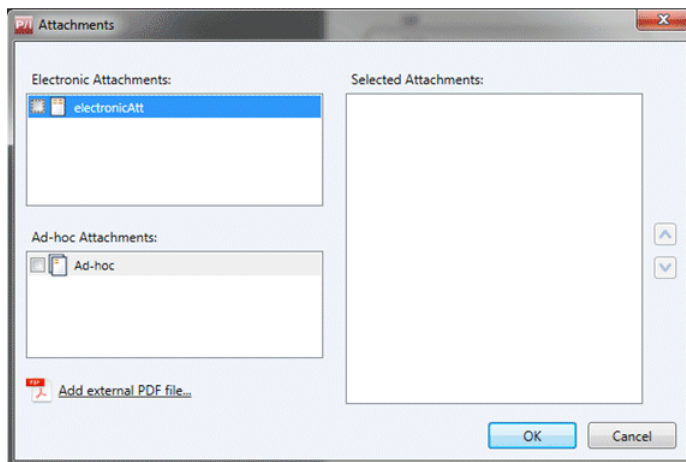 Attachments
Electronic Attachments:
electronicAtt
Ad-hoc Attachments:
Ad-hoc
Add external PDF file...
Selected Attachments:
OK
Cancel